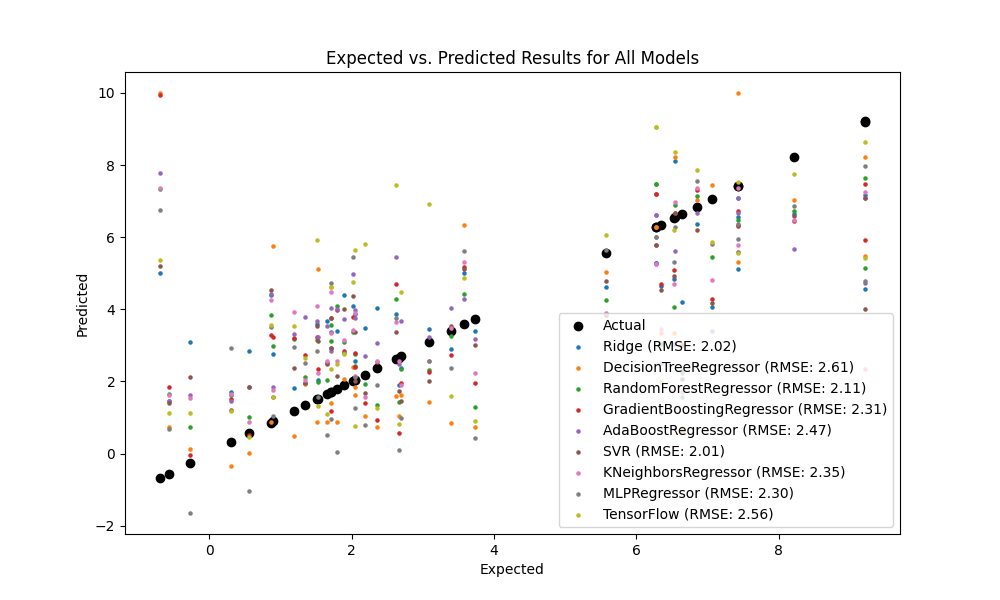 Expected vs. Predicted Results for All Models
Predicted
10
8
6
4
2
0
−2
Actual
Ridge (RMSE: 2.02)
DecisionTreeRegressor (RMSE: 2.61)
RandomForestRegressor (RMSE: 2.11)
GradientBoostingRegressor (RMSE: 2.31)
AdaBoostRegressor (RMSE: 2.47)
SVR (RMSE: 2.01)
KNeighborsRegressor (RMSE: 2.35)
MLPRegressor (RMSE: 2.30)
TensorFlow (RMSE: 2.56)
0 2 4 6 8
Expected